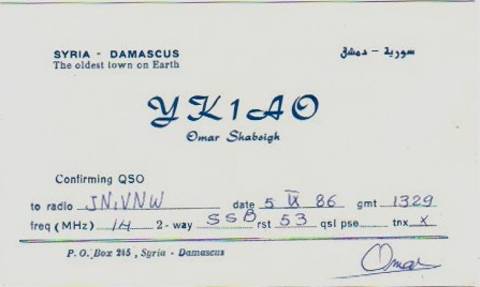 SYRIA - DAMASCUS سورية - دمشق
The oldest town on Earth
YK1AO
Omar Shabsigh
Confirming QSO
to radio JN1VNW date 5 IX 86 gmt 1329
freq (MHz) 14 2-way SSB rst 53 qsl pse tnx X
P.O. Box 245, Syria - Damascus
Omar